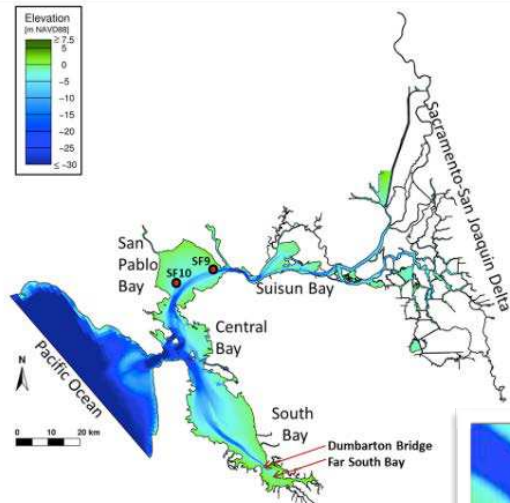 Elevation
[m NAVD88]
≥ 7.5
5
0
-5
-10
-15
-20
-25
≤ -30
Sacramento-San Joaquin Delta
San
Pablo
Bay
SF9
SF10
Suisun Bay
Central
Bay
Pacific Ocean
N
0 10 20 km
South
Bay
Dumbarton Bridge
Far South Bay